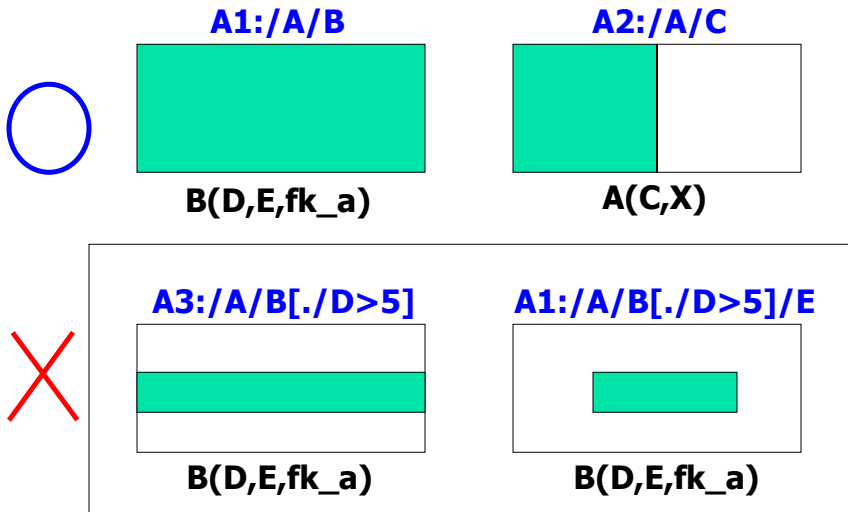 A1:/A/B
A2:/A/C
B(D,E,fk_a)
A(C,X)
A3:/A/B[./D>5]
A1:/A/B[./D>5]/E
B(D,E,fk_a)
B(D,E,fk_a)